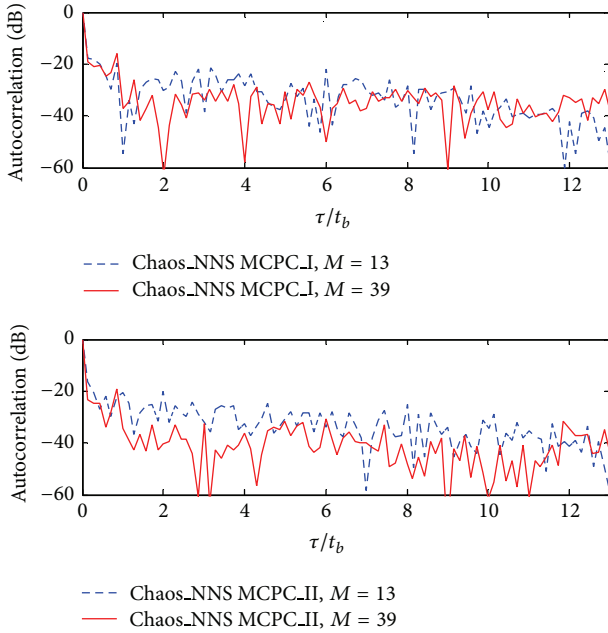 0
−20
−40
−60
Autocorrelation (dB)
0 2 4 6 8 10 12
τ/t_b
Chaos_NNS MCPC_I, M = 13
Chaos_NNS MCPC_I, M = 39
0
−20
−40
−60
Autocorrelation (dB)
0 2 4 6 8 10 12
τ/t_b
Chaos_NNS MCPC_II, M = 13
Chaos_NNS MCPC_II, M = 39